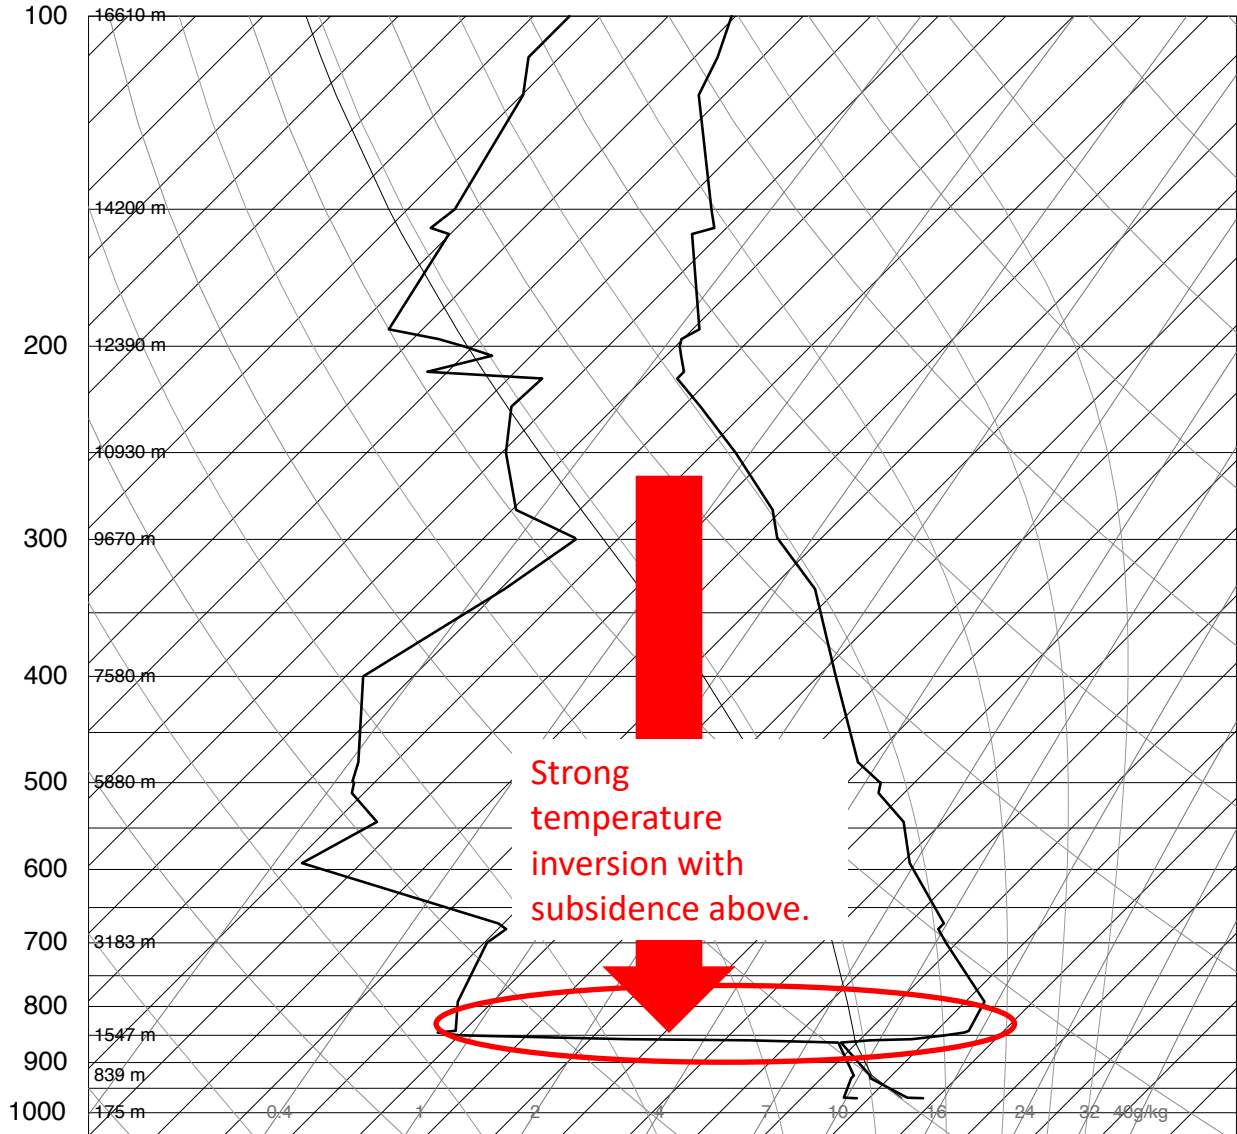 100 16610 m
14200 m
200 12390 m
10930 m
300 9670 m
400 7580 m
500 5880 m
Strong
temperature
inversion with
subsidence above.
600
700 3183 m
800
1547 m
900
839 m
1000 175 m 0.4 1 2 4 7 10 16 24 32 40g/kg